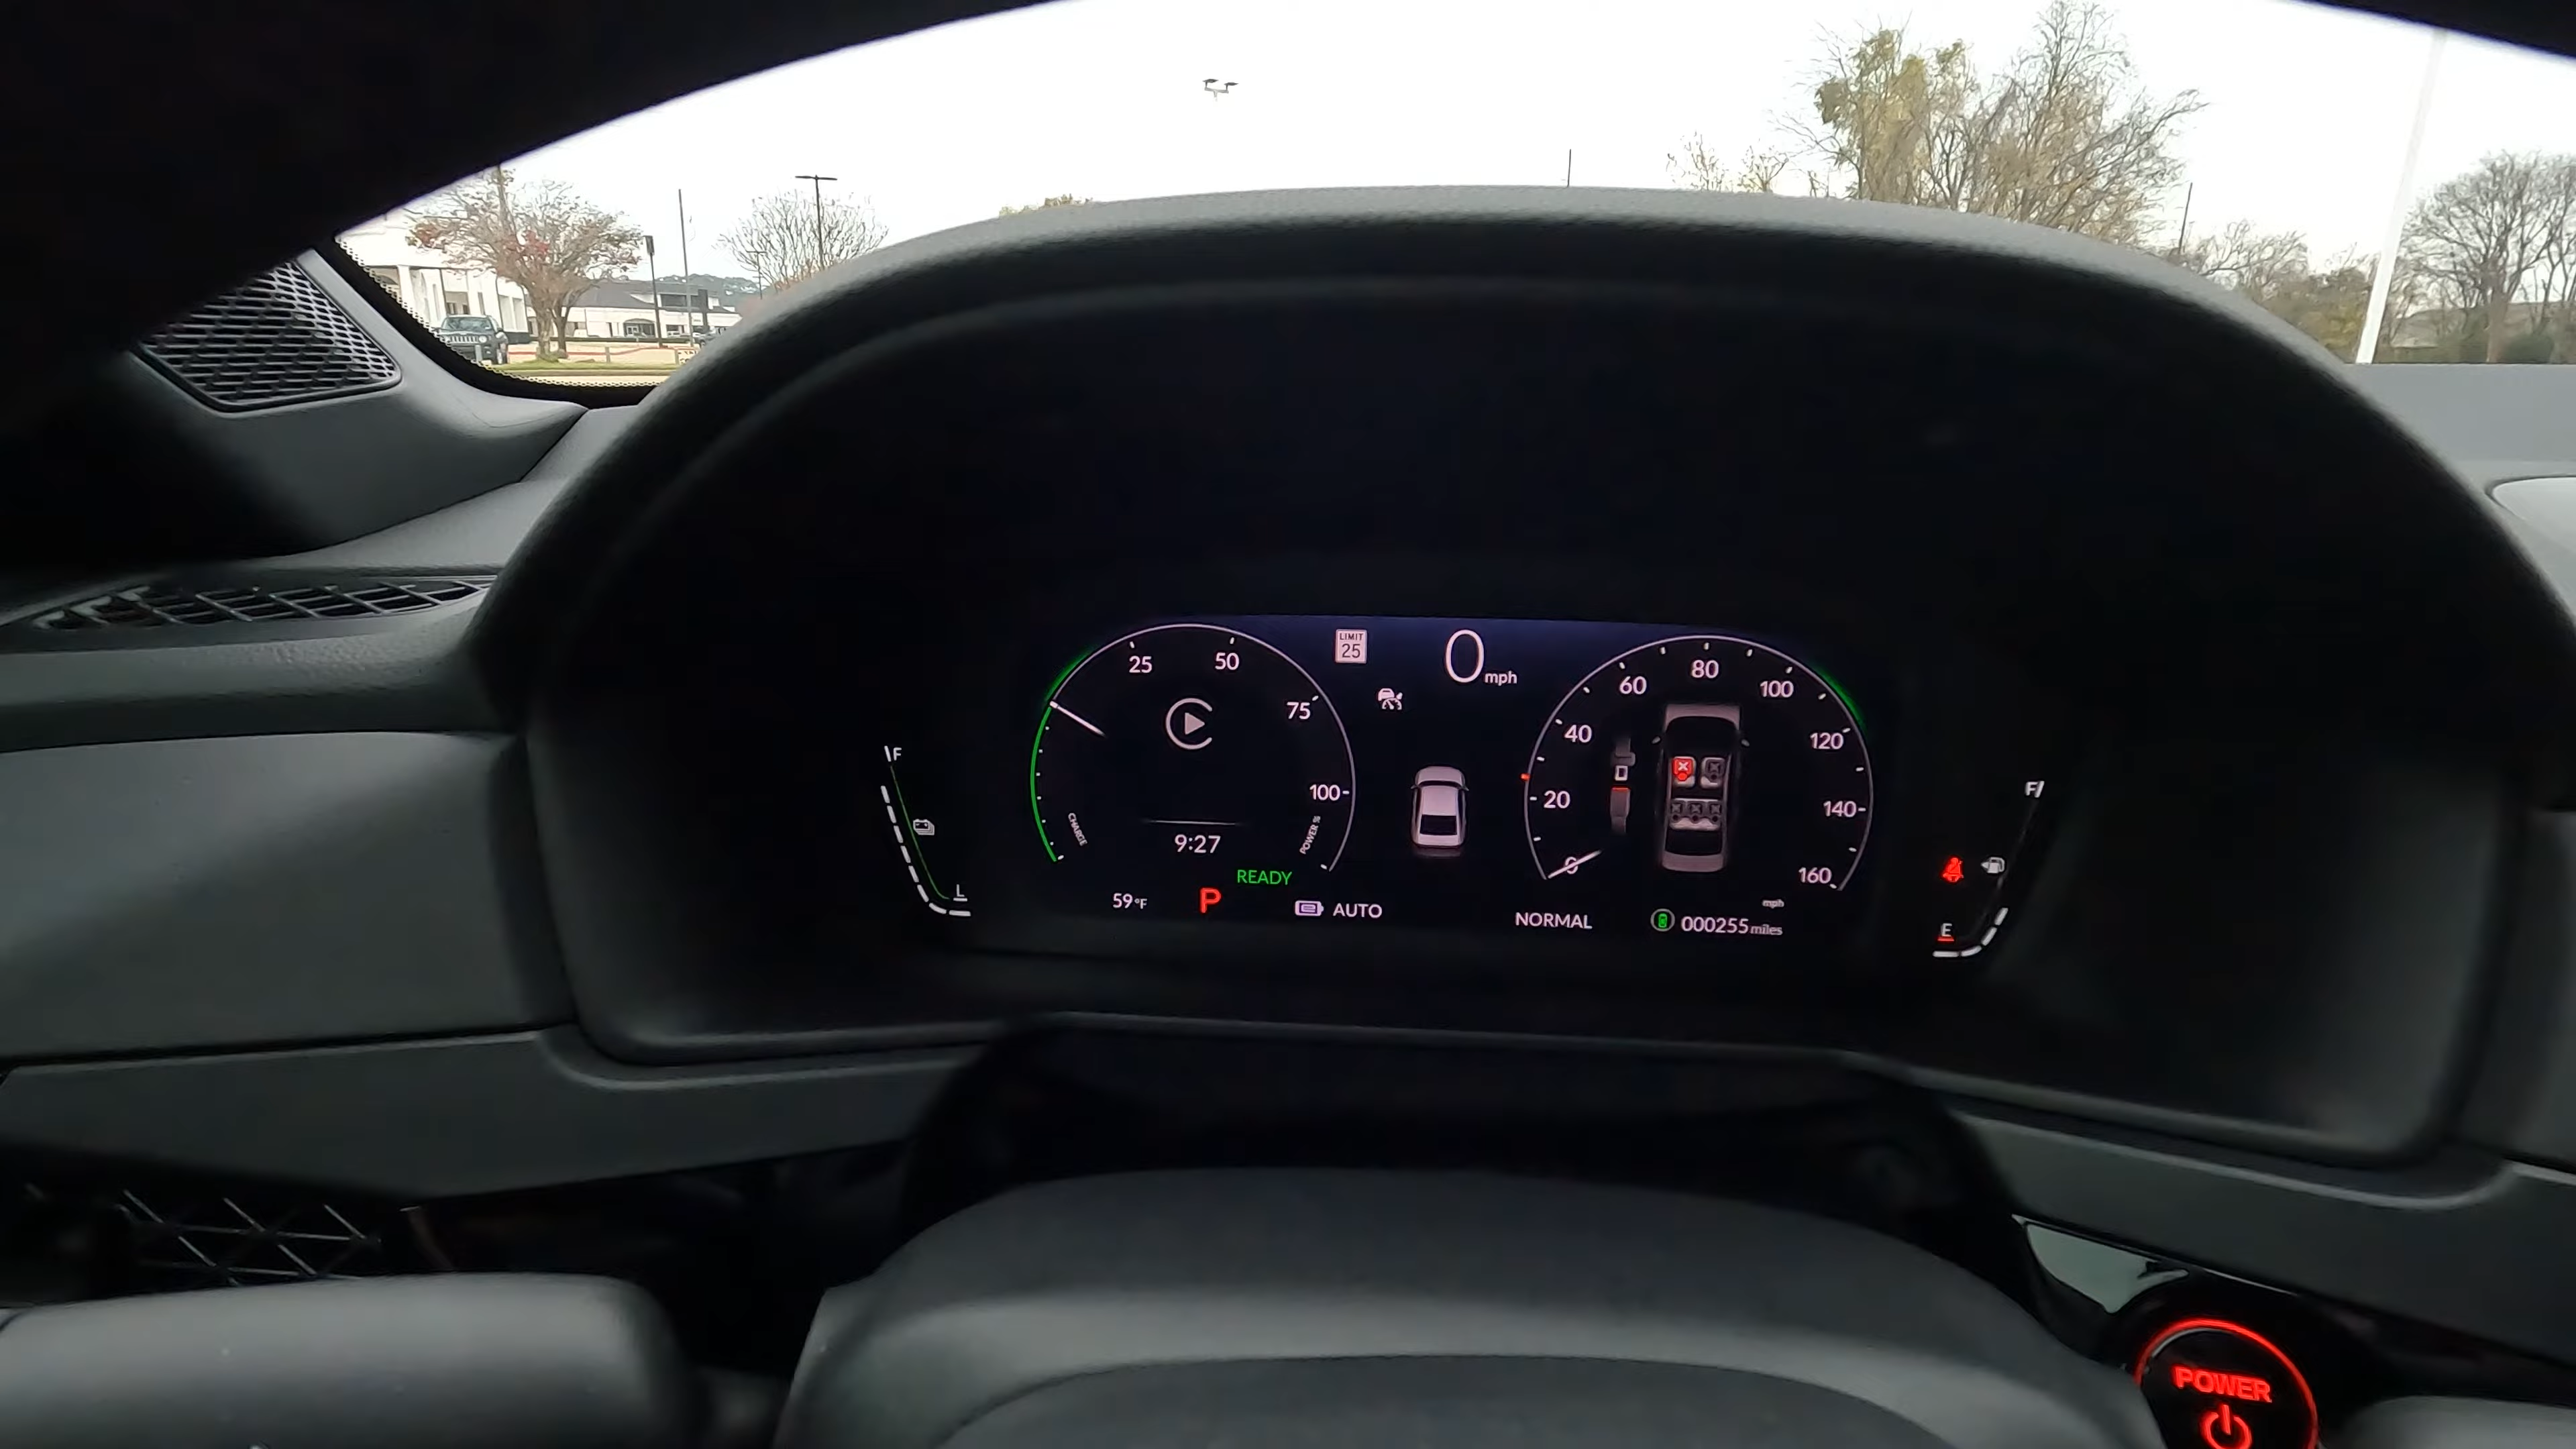 LIMIT
25
0 mph
25
50
75
100
CHARGE
POWER %
9:27
READY
59°F
P
AUTO
F
L
0
20
40
60
80
100
120
140
160
mph
NORMAL
000255 miles
F
E
POWER